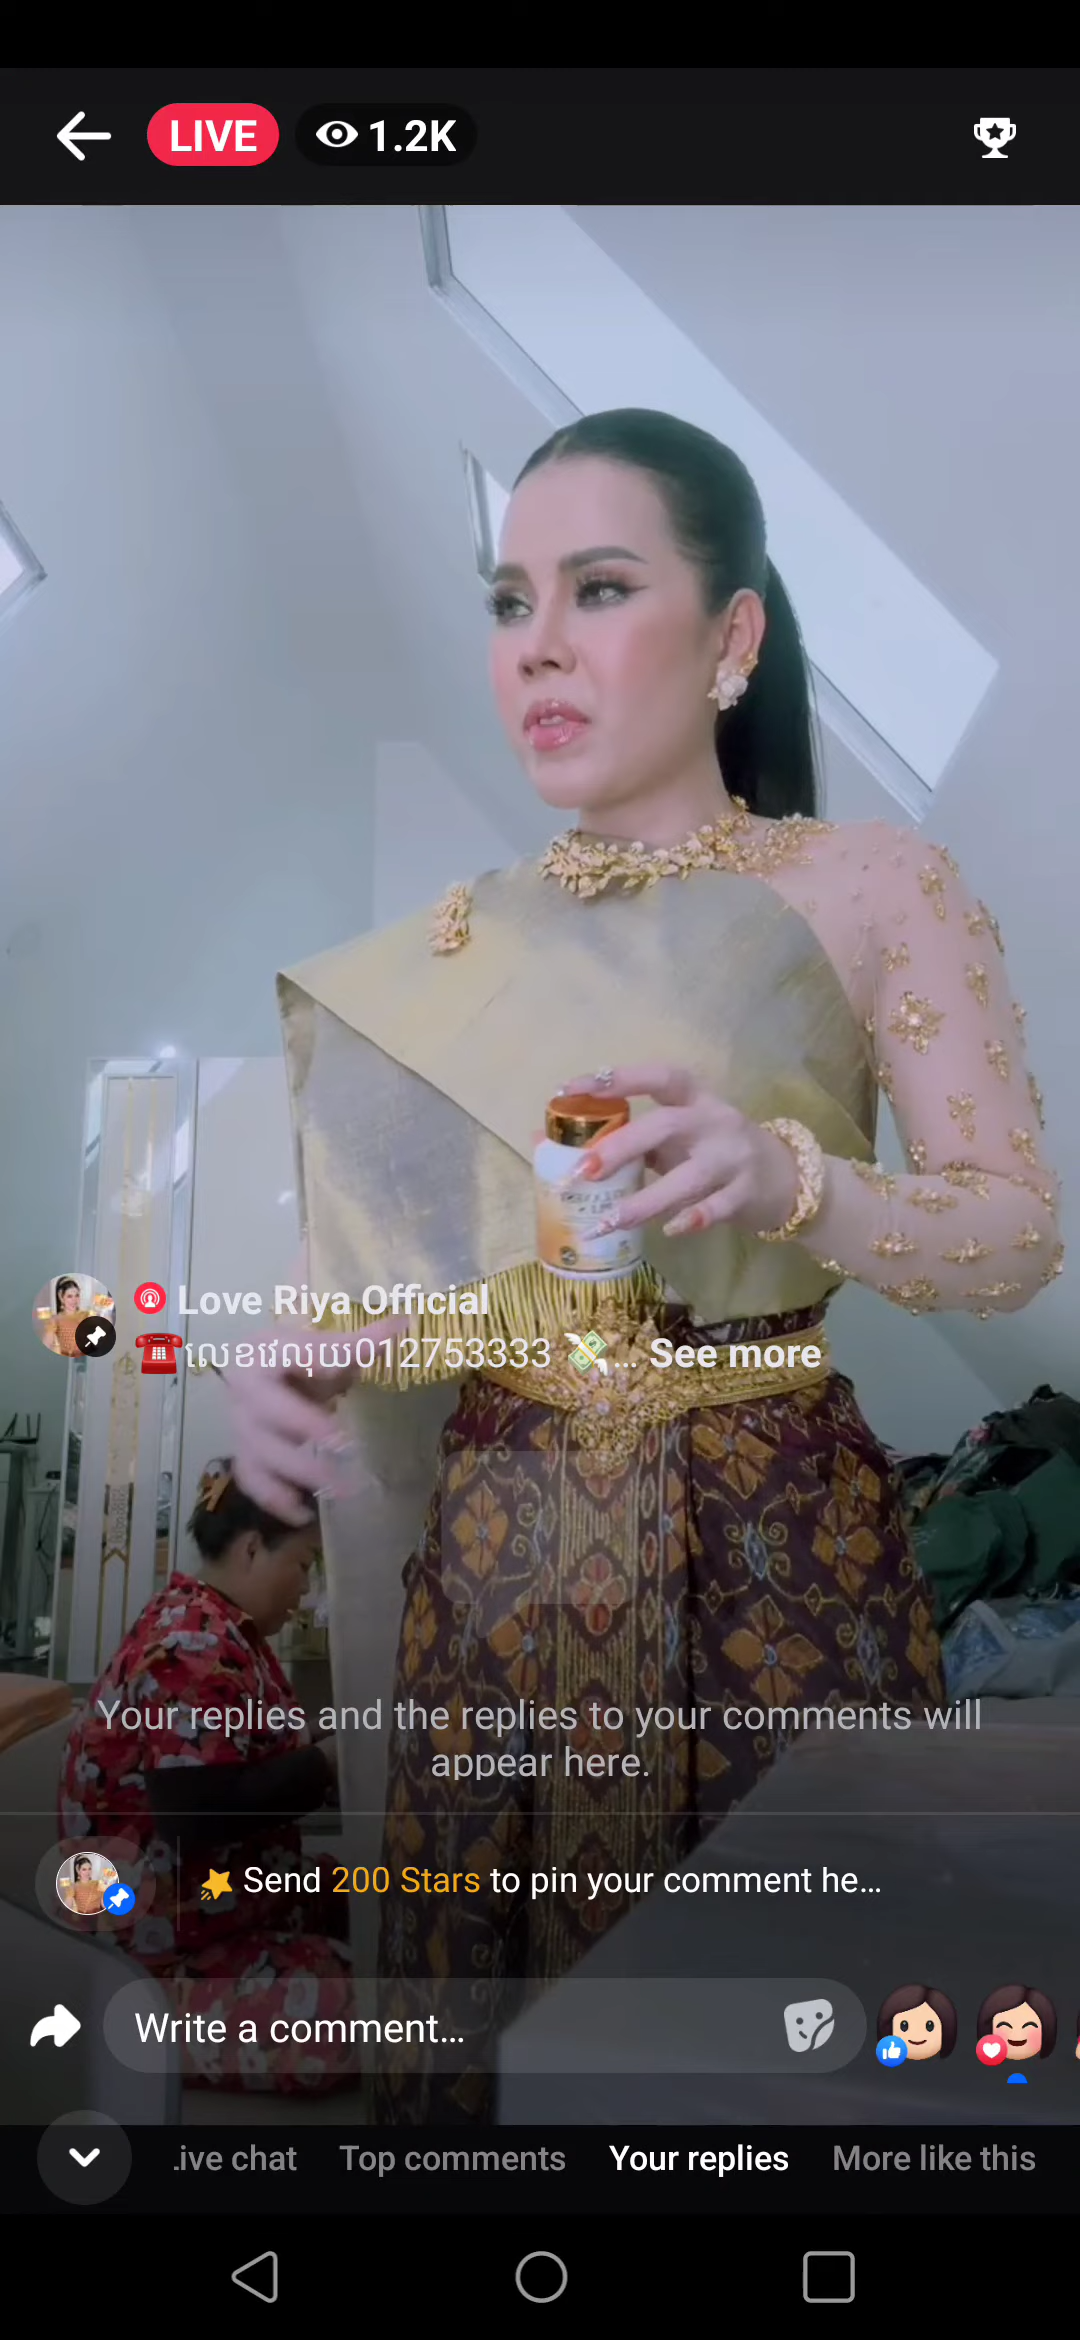 LIVE 1.2K
Love Riya Official
☎️លេខវេលុយ012753333 💸... See more
Your replies and the replies to your comments will
appear here.
Send 200 Stars to pin your comment he...
Write a comment...
ive chat Top comments Your replies More like this